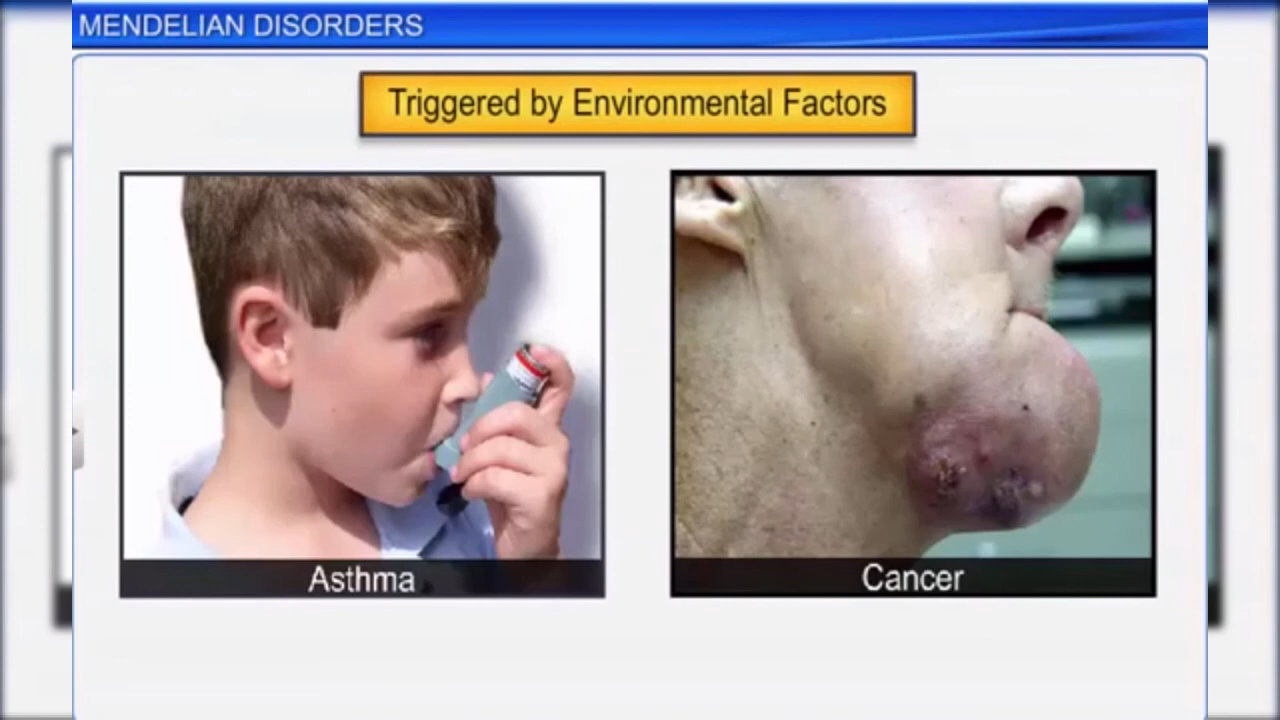 MENDELIAN DISORDERS
Triggered by Environmental Factors
Asthma
Cancer